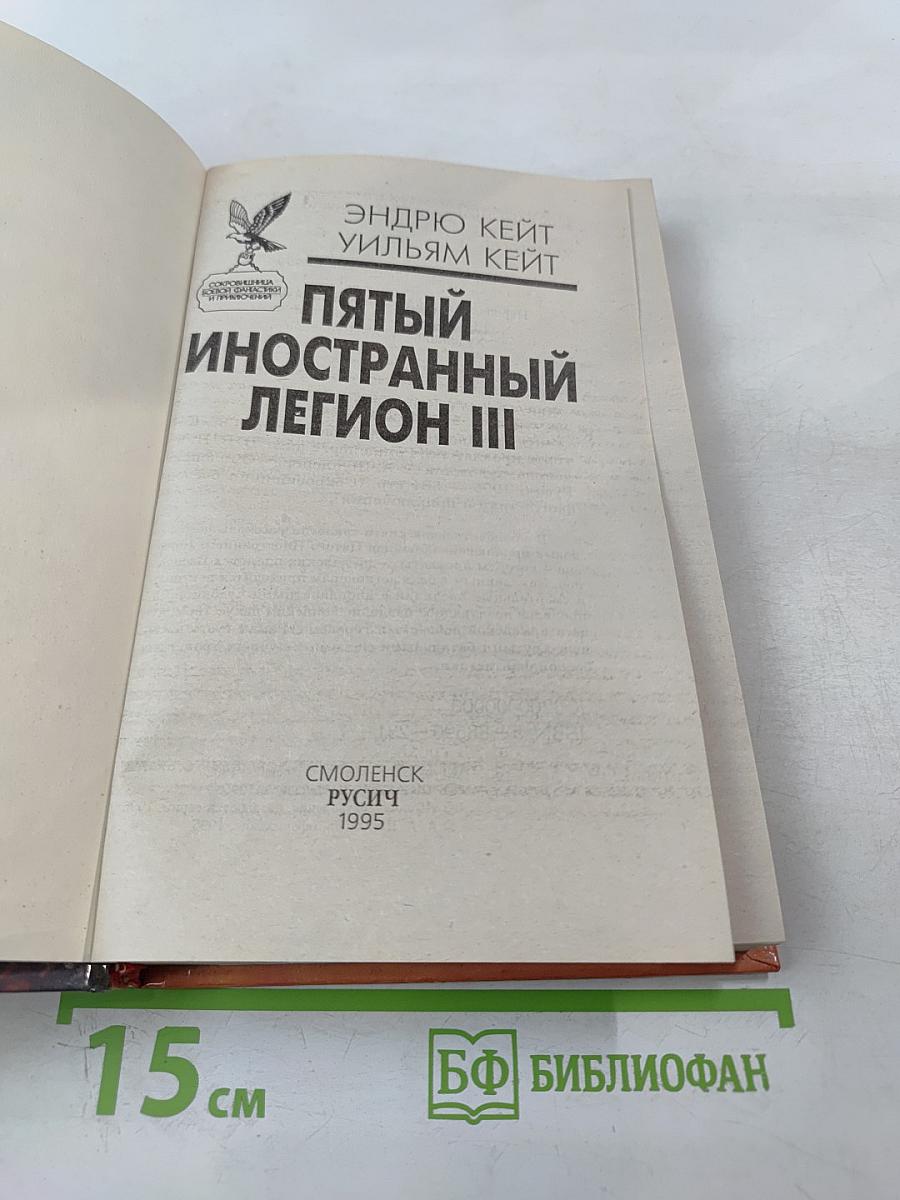 ЭНДРЮ КЕЙТ
УИЛЬЯМ КЕЙТ
СОКРОВИЩНИЦА
БОЕВОЙ ФАНТАСТИКИ
И ПРИКЛЮЧЕНИЙ
ПЯТЫЙ
ИНОСТРАННЫЙ
ЛЕГИОН III
СМОЛЕНСК
РУСИЧ
1995
15 см
БФ БИБЛИОФАН